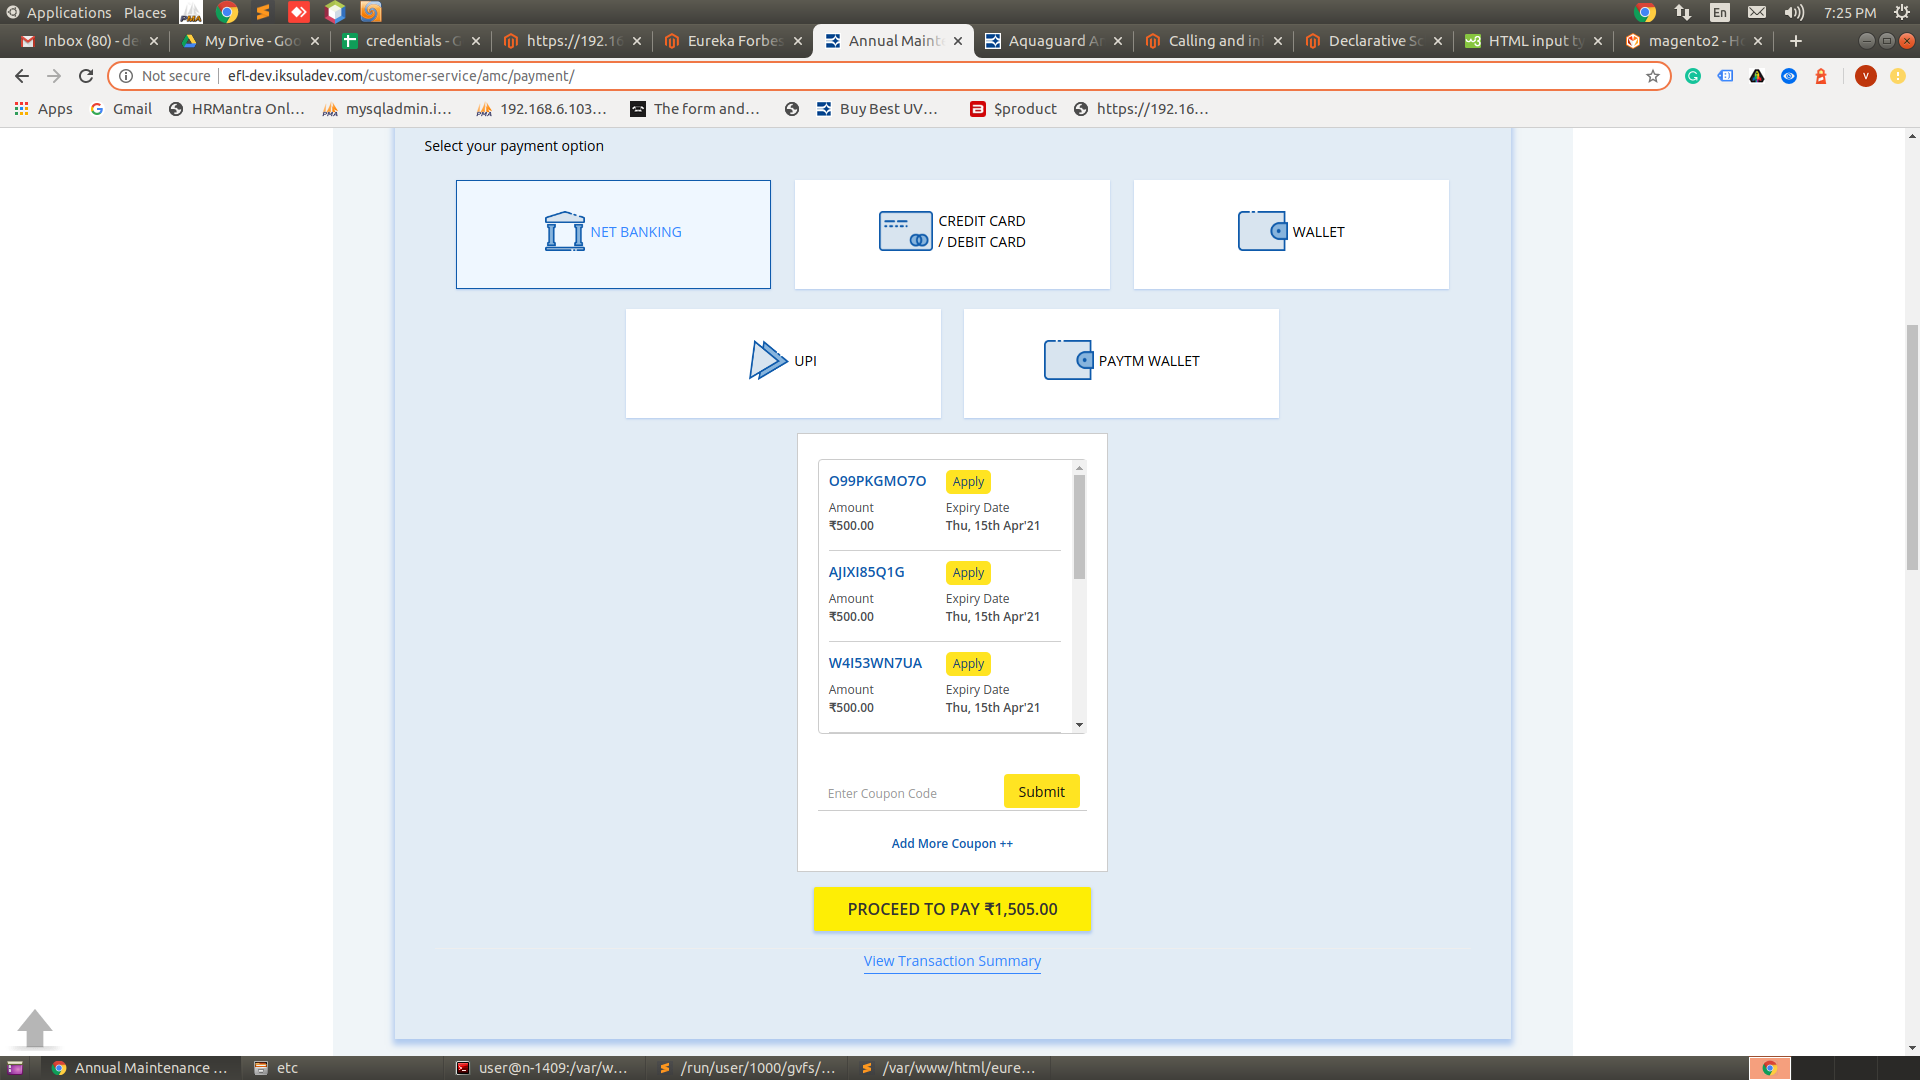 Applications Places En 7:25 PM
Inbox (80) - de My Drive - Goo credentials - G https://192.16 Eureka Forbes Annual Maint Aquaguard A Calling and ini Declarative Sc HTML input ty magento2 - H
Not secure efl-dev.iksuladev.com/customer-service/amc/payment/ V
Apps Gmail HRMantra Onl... mysqladmin.i... 192.168.6.103... The form and... Buy Best UV... $product https://192.16...
Select your payment option
NET BANKING
CREDIT CARD
/ DEBIT CARD
WALLET
UPI
PAYTM WALLET
O99PKGMO7O Apply
Amount Expiry Date
₹500.00 Thu, 15th Apr'21
AJIXI85Q1G Apply
Amount Expiry Date
₹500.00 Thu, 15th Apr'21
W4I53WN7UA Apply
Amount Expiry Date
₹500.00 Thu, 15th Apr'21
Enter Coupon Code Submit
Add More Coupon ++
PROCEED TO PAY ₹1,505.00
View Transaction Summary
Annual Maintenance ... etc user@n-1409:/var/w... /run/user/1000/gvfs/... /var/www/html/eure...